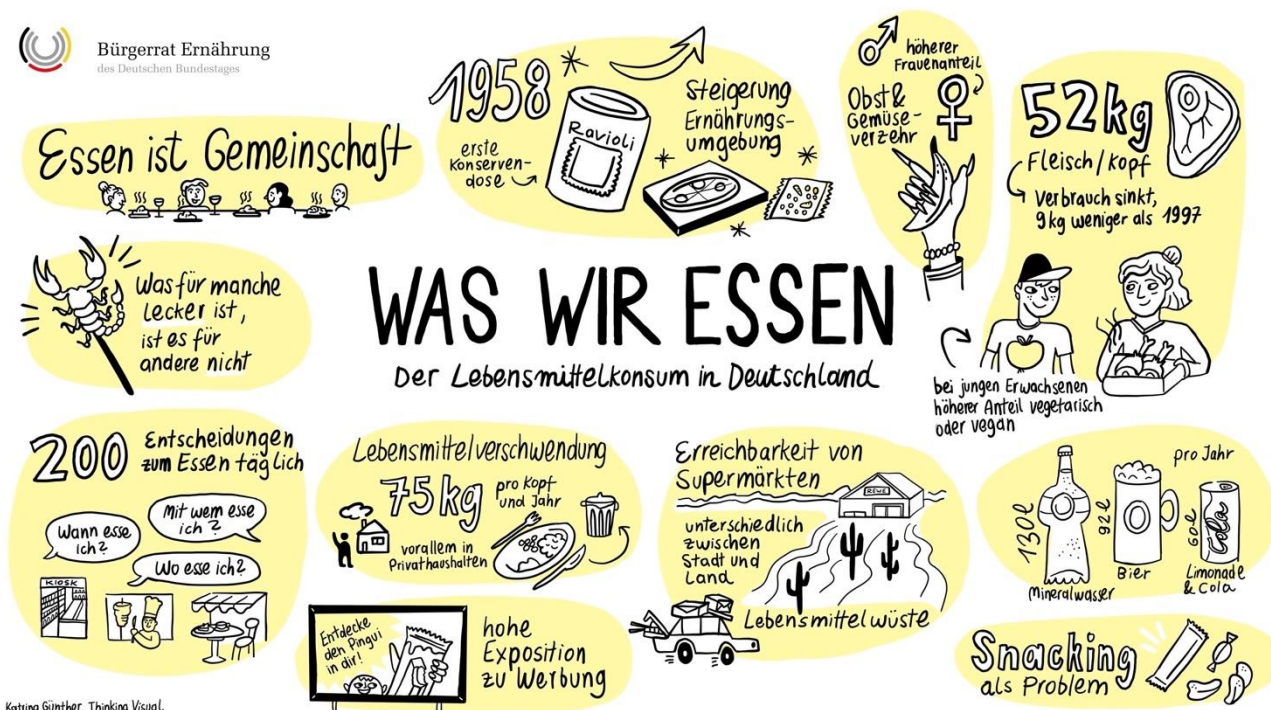 Bürgerrat Ernährung
des Deutschen Bundestages
Essen ist Gemeinschaft
1958
erste
Konserven-
dose
Ravioli
Steigerung
Ernährungs-
umgebung
höherer
Frauenanteil
Obst &
Gemüse-
verzehr
52kg
Fleisch/Kopf
Verbrauch sinkt,
9kg weniger als 1997
bei jungen Erwachsenen
höherer Anteil vegetarisch
oder vegan
Was für manche
lecker ist,
ist es für
andere nicht
WAS WIR ESSEN
Der Lebensmittelkonsum in Deutschland
200 Entscheidungen
zum Essen täglich
Wann esse
ich?
Mit wem esse
ich?
Wo esse ich?
KIOSK
Lebensmittelverschwendung
75kg pro Kopf
und Jahr
vorallem in
Privathaushalten
Entdecke
den Pingui
in dir!
hohe
Exposition
zu Werbung
Erreichbarkeit von
Supermärkten
REWE
unterschiedlich
zwischen
Stadt und
Land
Lebensmittelwüste
pro Jahr
130l
Mineralwasser
92l
Bier
60l
Cola
Limonade
& Cola
Snacking
als Problem
Katrina Günther, Thinking Visual.